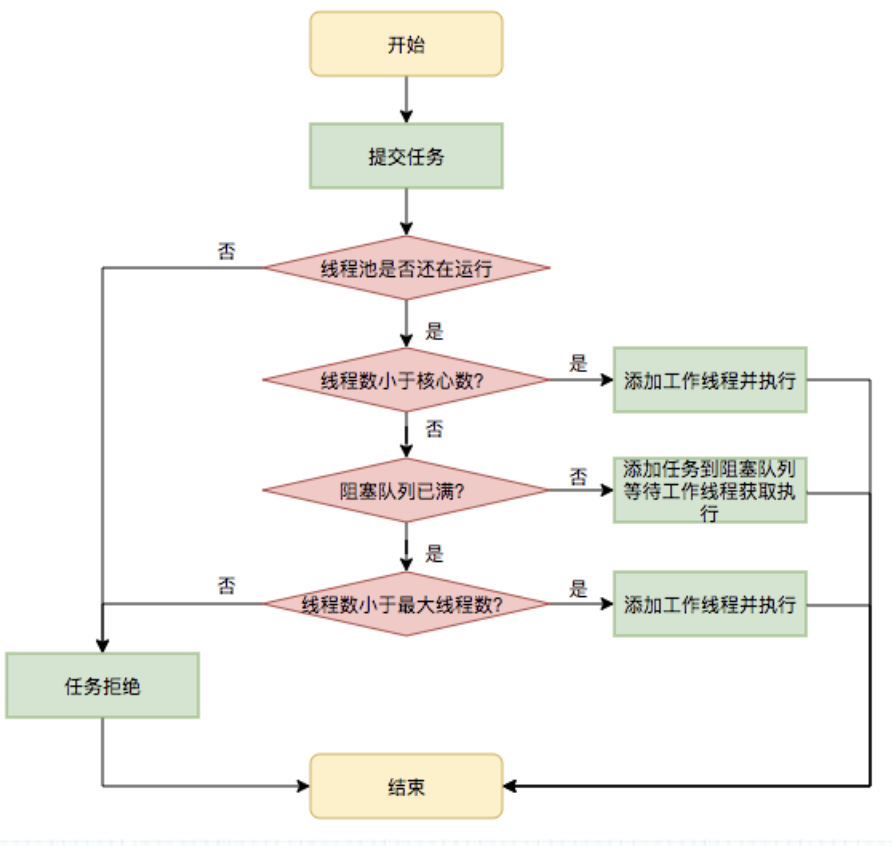 开始
提交任务
否
线程池是否还在运行
是
线程数小于核心数?
是
添加工作线程并执行
否
阻塞队列已满?
否
添加任务到阻塞队列
等待工作线程获取执
行
是
否
线程数小于最大线程数?
是
添加工作线程并执行
任务拒绝
结束